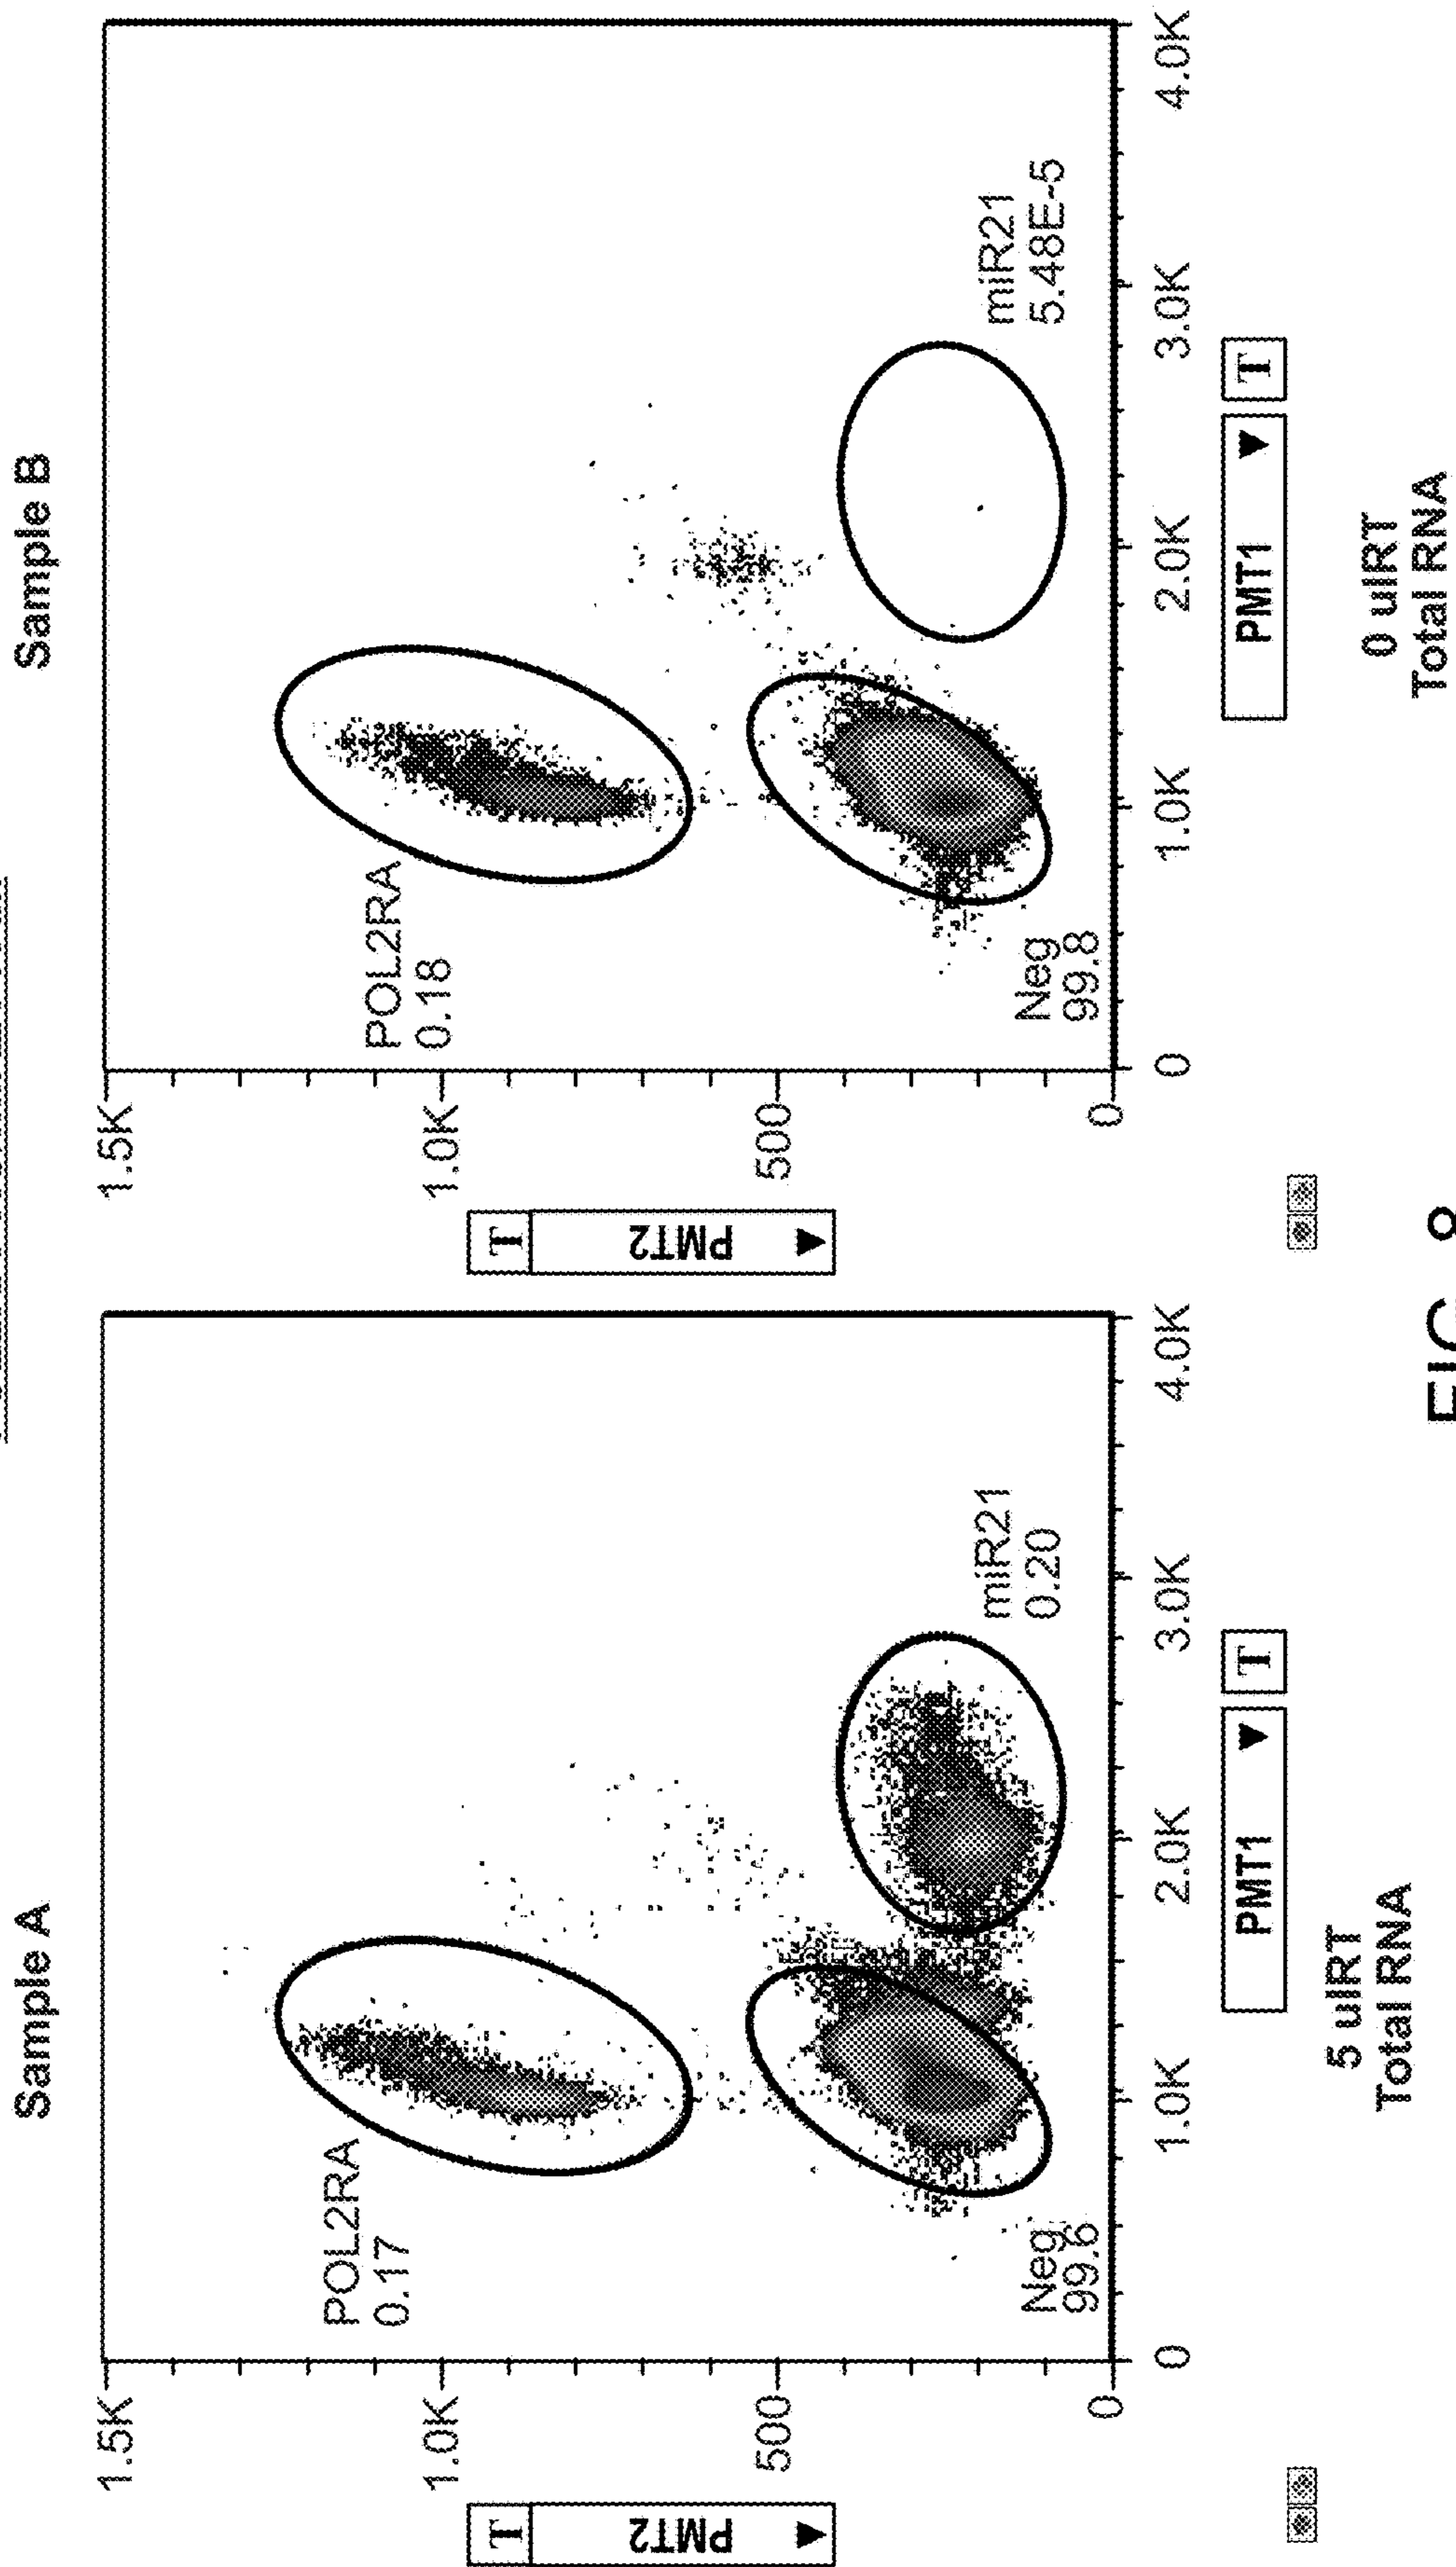 Sample A
1.5K
1.0K
500
0
T
PMT2
POL2RA
0.17
Neg
99.6
miR21
0.20
0
1.0K
2.0K
3.0K
4.0K
PMT1
T
5 ulRT
Total RNA
Sample B
1.5K
1.0K
500
0
T
PMT2
POL2RA
0.18
Neg
99.8
miR21
5.48E-5
0
1.0K
2.0K
3.0K
4.0K
PMT1
T
0 ulRT
Total RNA